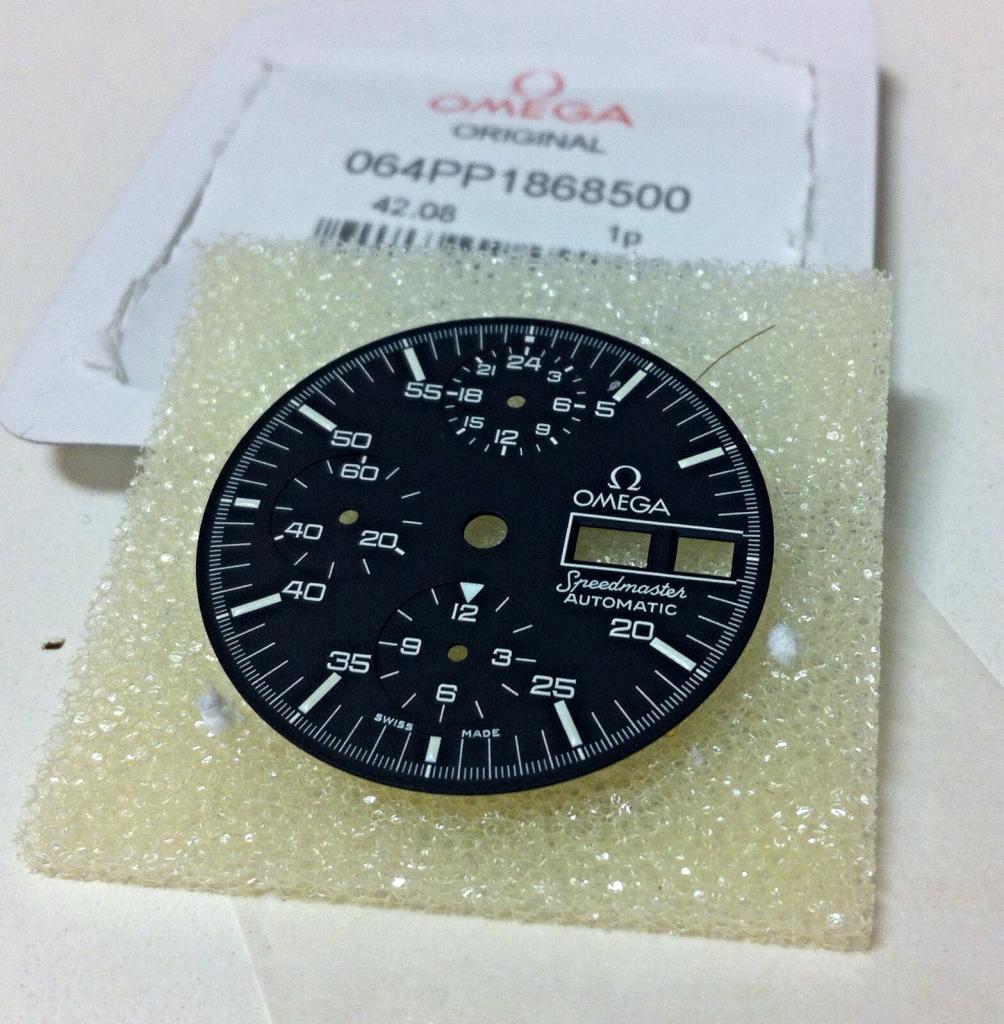 Ω
OMEGA
ORIGINAL
064PP1868500
42.08
1p
24
21
3
55
18
6
5
15
9
12
50
60
Ω
OMEGA
40
20
Speedmaster
AUTOMATIC
40
12
20
9
3
35
25
6
SWISS MADE